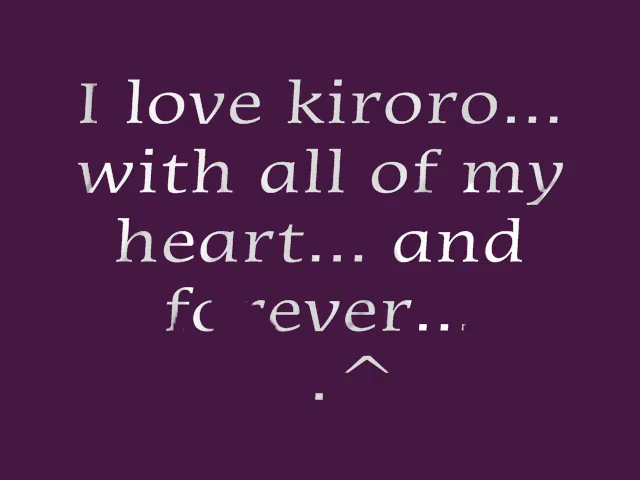 I love kiroro...
with all of my
heart... and
forever...
. ^